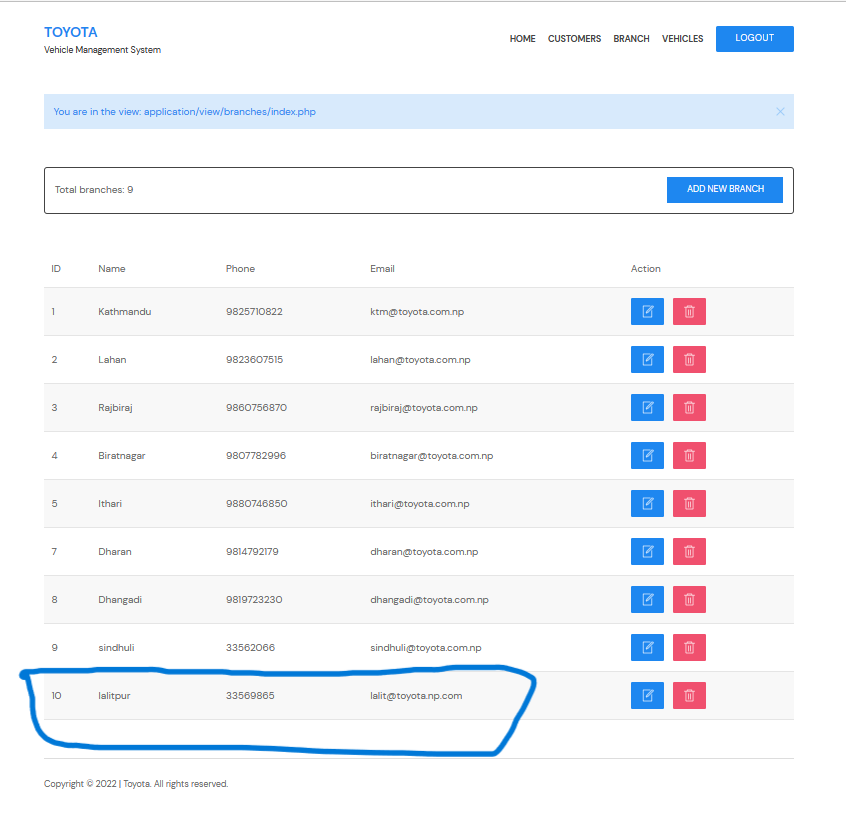 TOYOTA
Vehicle Management System
HOME CUSTOMERS BRANCH VEHICLES LOGOUT
You are in the view: application/view/branches/index.php
Total branches: 9 ADD NEW BRANCH
ID Name Phone Email Action
1 Kathmandu 9825710822 ktm@toyota.com.np
2 Lahan 9823607515 lahan@toyota.com.np
3 Rajbiraj 9860756870 rajbiraj@toyota.com.np
4 Biratnagar 9807782996 biratnagar@toyota.com.np
5 Ithari 9880746850 ithari@toyota.com.np
7 Dharan 9814792179 dharan@toyota.com.np
8 Dhangadi 9819723230 dhangadi@toyota.com.np
9 sindhuli 33562066 sindhuli@toyota.com.np
10 lalitpur 33569865 lalit@toyota.np.com
Copyright © 2022 | Toyota. All rights reserved.